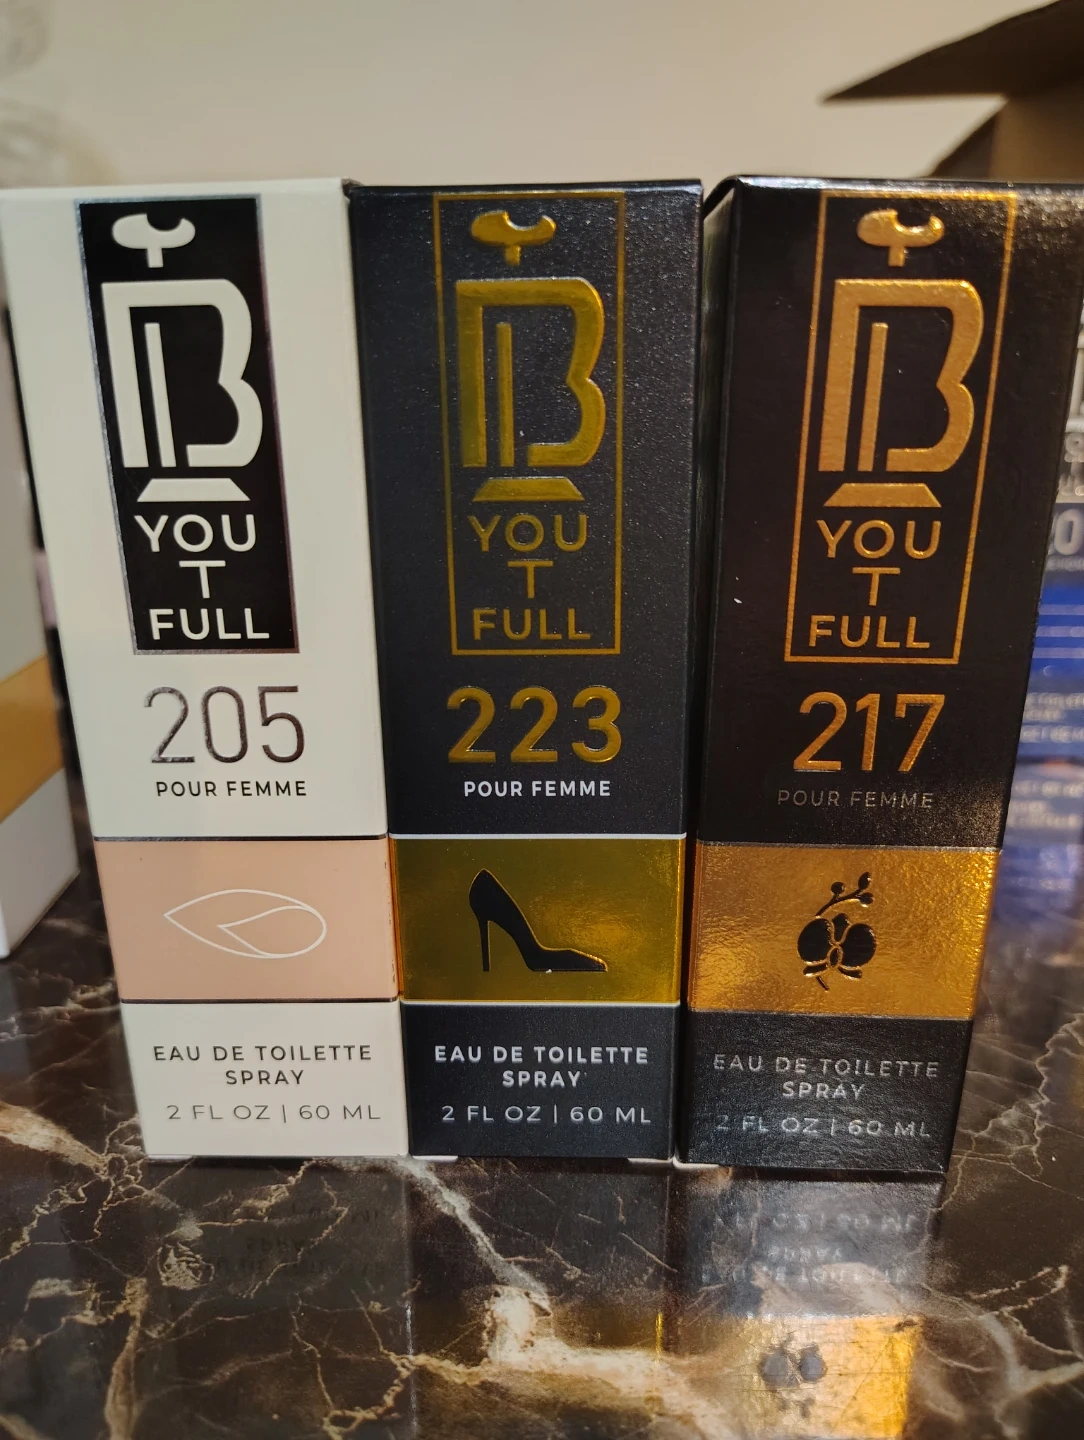 B
YOU
T
FULL
205
POUR FEMME
EAU DE TOILETTE
SPRAY
2 FL OZ | 60 ML
B
YOU
T
FULL
223
POUR FEMME
EAU DE TOILETTE
SPRAY
2 FL OZ | 60 ML
B
YOU
T
FULL
217
POUR FEMME
EAU DE TOILETTE
SPRAY
2 FL OZ | 60 ML